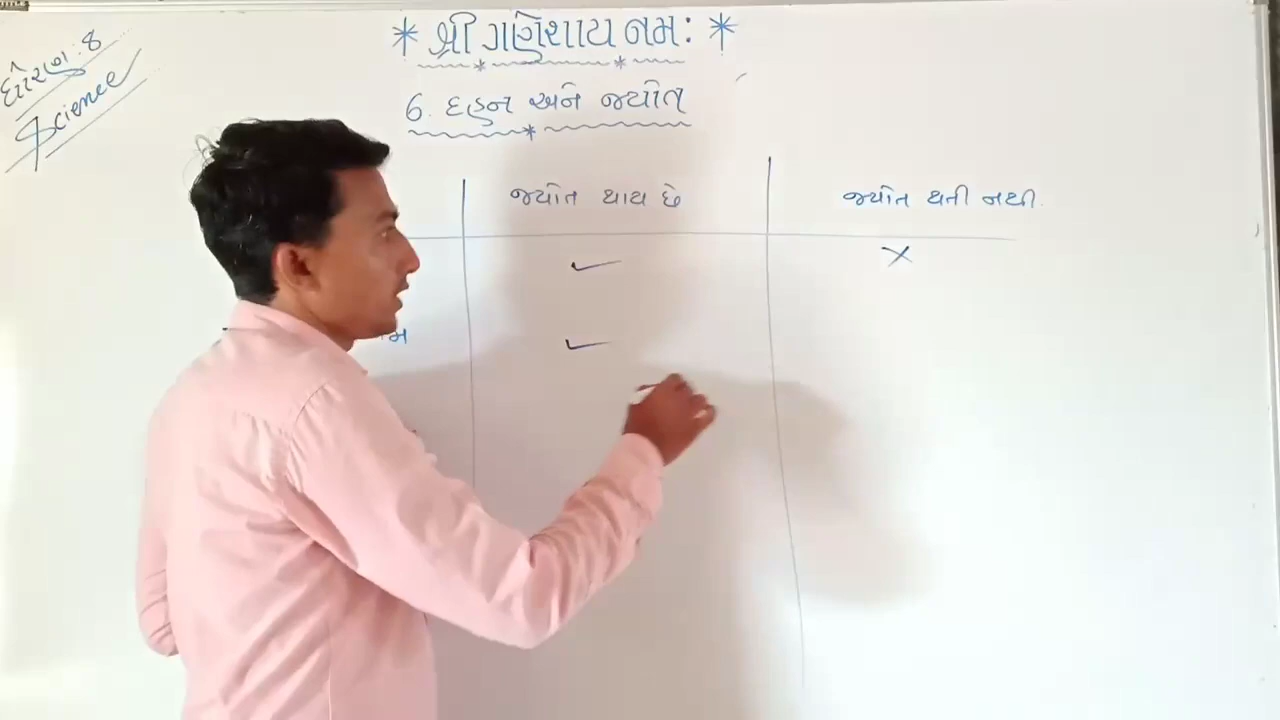 ધોરણ : 8
Science
* શ્રી ગણેશાય નમઃ *
6. દહન અને જ્યોત
જ્યોત થાય છે
જ્યોત થતી નથી.
✓
×
✓